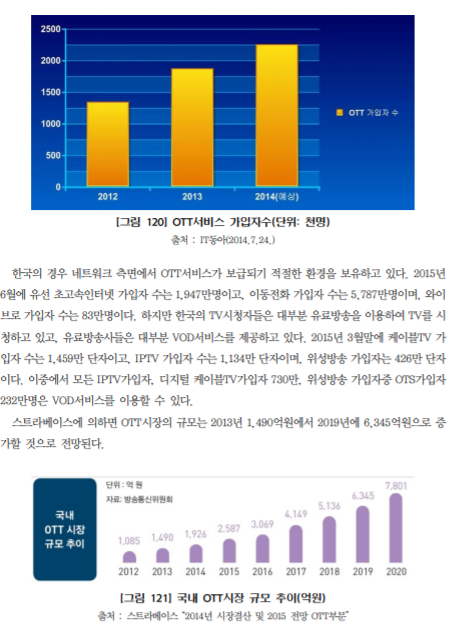 2500
2000
1500
1000
500
0
2012
2013
2014(예상)
OTT 가입자 수
[그림 120] OTT서비스 가입자수(단위: 천명)
출처 : IT동아(2014.7.24.)
한국의 경우 네트워크 측면에서 OTT서비스가 보급되기 적절한 환경을 보유하고 있다. 2015년
6월에 유선 초고속인터넷 가입자 수는 1,947만명이고, 이동전화 가입자 수는 5,787만명이며, 와이
브로 가입자 수는 83만명이다. 하지만 한국의 TV시청자들은 대부분 유료방송을 이용하여 TV를 시
청하고 있고, 유료방송사들은 대부분 VOD서비스를 제공하고 있다. 2015년 3월말에 케이블TV 가
입자 수는 1,459만 단자이고, IPTV 가입자 수는 1,134만 단자이며, 위성방송 가입자는 426만 단자
이다. 이중에서 모든 IPTV가입자, 디지털 케이블TV가입자 730만, 위성방송 가입자중 OTS가입자
232만명은 VOD서비스를 이용할 수 있다.
스트라베이스에 의하면 OTT시장의 규모는 2013년 1,490억원에서 2019년에 6,345억원으로 증
가할 것으로 전망된다.
국내
OTT 시장
규모 추이
단위 : 억 원
자료: 방송통신위원회
1,085
1,490
1,926
2,587
3,069
4,149
5,136
6,345
7,801
2012
2013
2014
2015
2016
2017
2018
2019
2020
[그림 121] 국내 OTT시장 규모 추이(억원)
출처 : 스트라베이스 "2014년 시장결산 및 2015 전망 OTT부문"